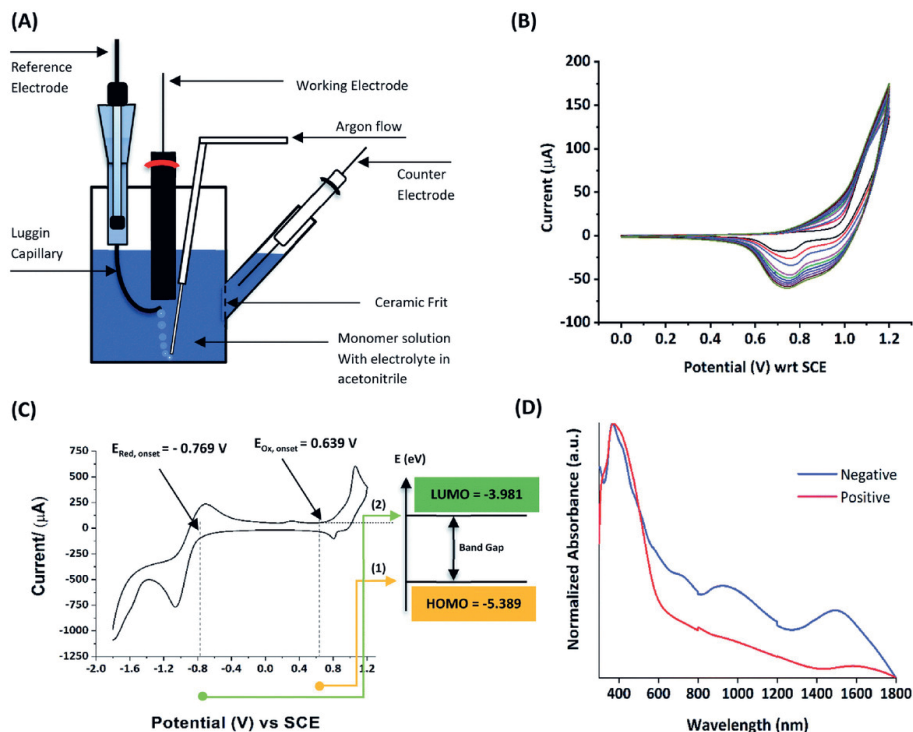 (A)
Reference
Electrode
Working Electrode
Argon flow
Counter
Electrode
Luggin
Capillary
Ceramic Frit
Monomer solution
With electrolyte in
acetonitrile
(B)
200
150
100
50
0
-50
-100
0.0 0.2 0.4 0.6 0.8 1.0 1.2
Current (µA)
Potential (V) wrt SCE
(C)
E Red, onset = - 0.769 V
E Ox, onset = 0.639 V
750
500
250
0
-250
-500
-750
-1000
-1250
-2.0 -1.6 -1.2 -0.8 -0.4 0.0 0.4 0.8 1.2
Current/ (µA)
Potential (V) vs SCE
E (eV)
(2)
LUMO = -3.981
Band Gap
(1)
HOMO = -5.389
(D)
Normalized Absorbance (a.u.)
Negative
Positive
400 600 800 1000 1200 1400 1600 1800
Wavelength (nm)